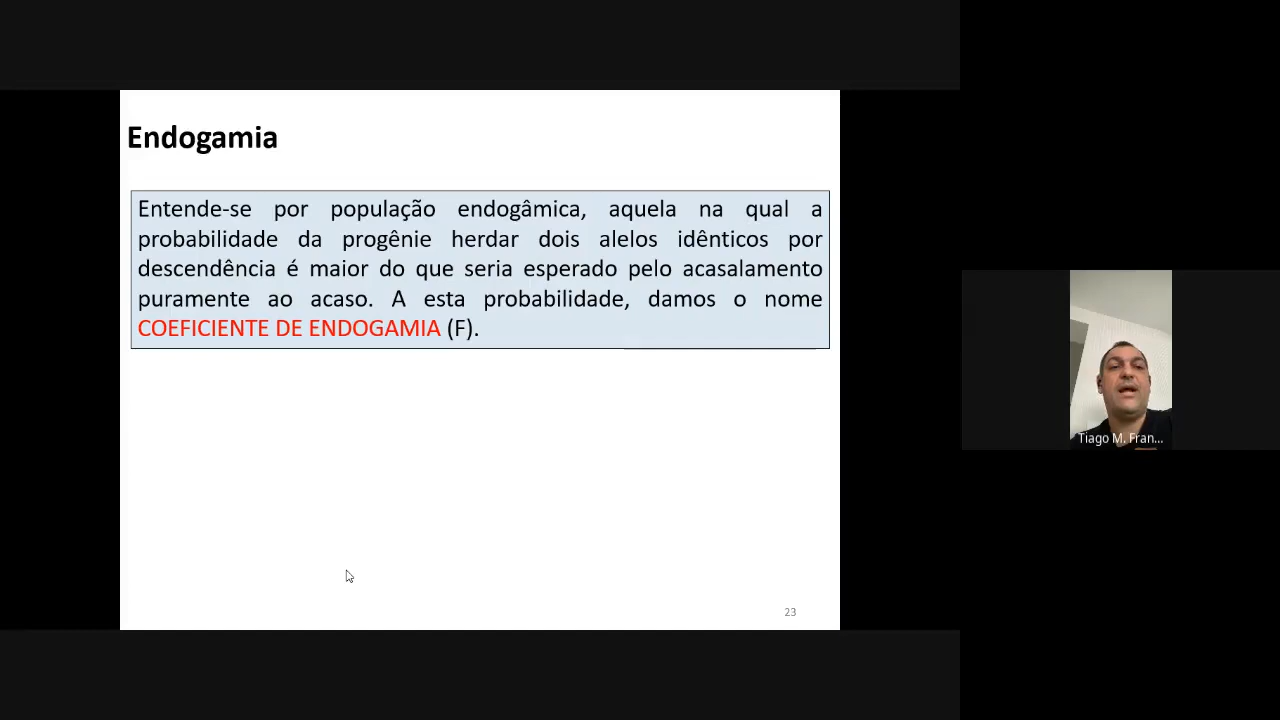 Endogamia
Entende-se por população endogâmica, aquela na qual a
probabilidade da progênie herdar dois alelos idênticos por
descendência é maior do que seria esperado pelo acasalamento
puramente ao acaso. A esta probabilidade, damos o nome
COEFICIENTE DE ENDOGAMIA (F).
Tiago M. Fran...
23